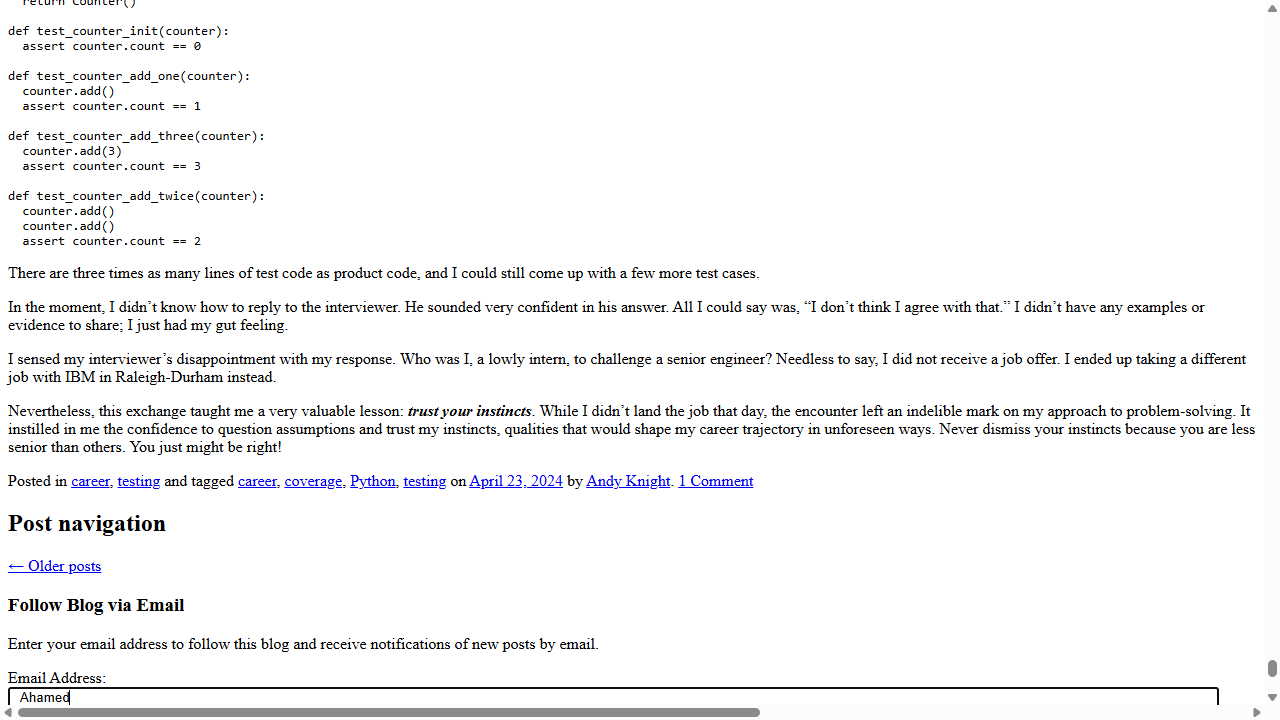 return Counter()
def test_counter_init(counter):
assert counter.count == 0
def test_counter_add_one(counter):
counter.add()
assert counter.count == 1
def test_counter_add_three(counter):
counter.add(3)
assert counter.count == 3
def test_counter_add_twice(counter):
counter.add()
counter.add()
assert counter.count == 2
There are three times as many lines of test code as product code, and I could still come up with a few more test cases.
In the moment, I didn’t know how to reply to the interviewer. He sounded very confident in his answer. All I could say was, “I don’t think I agree with that.” I didn’t have any examples or
evidence to share; I just had my gut feeling.
I sensed my interviewer’s disappointment with my response. Who was I, a lowly intern, to challenge a senior engineer? Needless to say, I did not receive a job offer. I ended up taking a different
job with IBM in Raleigh-Durham instead.
Nevertheless, this exchange taught me a very valuable lesson: trust your instincts. While I didn’t land the job that day, the encounter left an indelible mark on my approach to problem-solving. It
instilled in me the confidence to question assumptions and trust my instincts, qualities that would shape my career trajectory in unforeseen ways. Never dismiss your instincts because you are less
senior than others. You just might be right!
Posted in career, testing and tagged career, coverage, Python, testing on April 23, 2024 by Andy Knight. 1 Comment
Post navigation
← Older posts
Follow Blog via Email
Enter your email address to follow this blog and receive notifications of new posts by email.
Email Address:
Ahamed